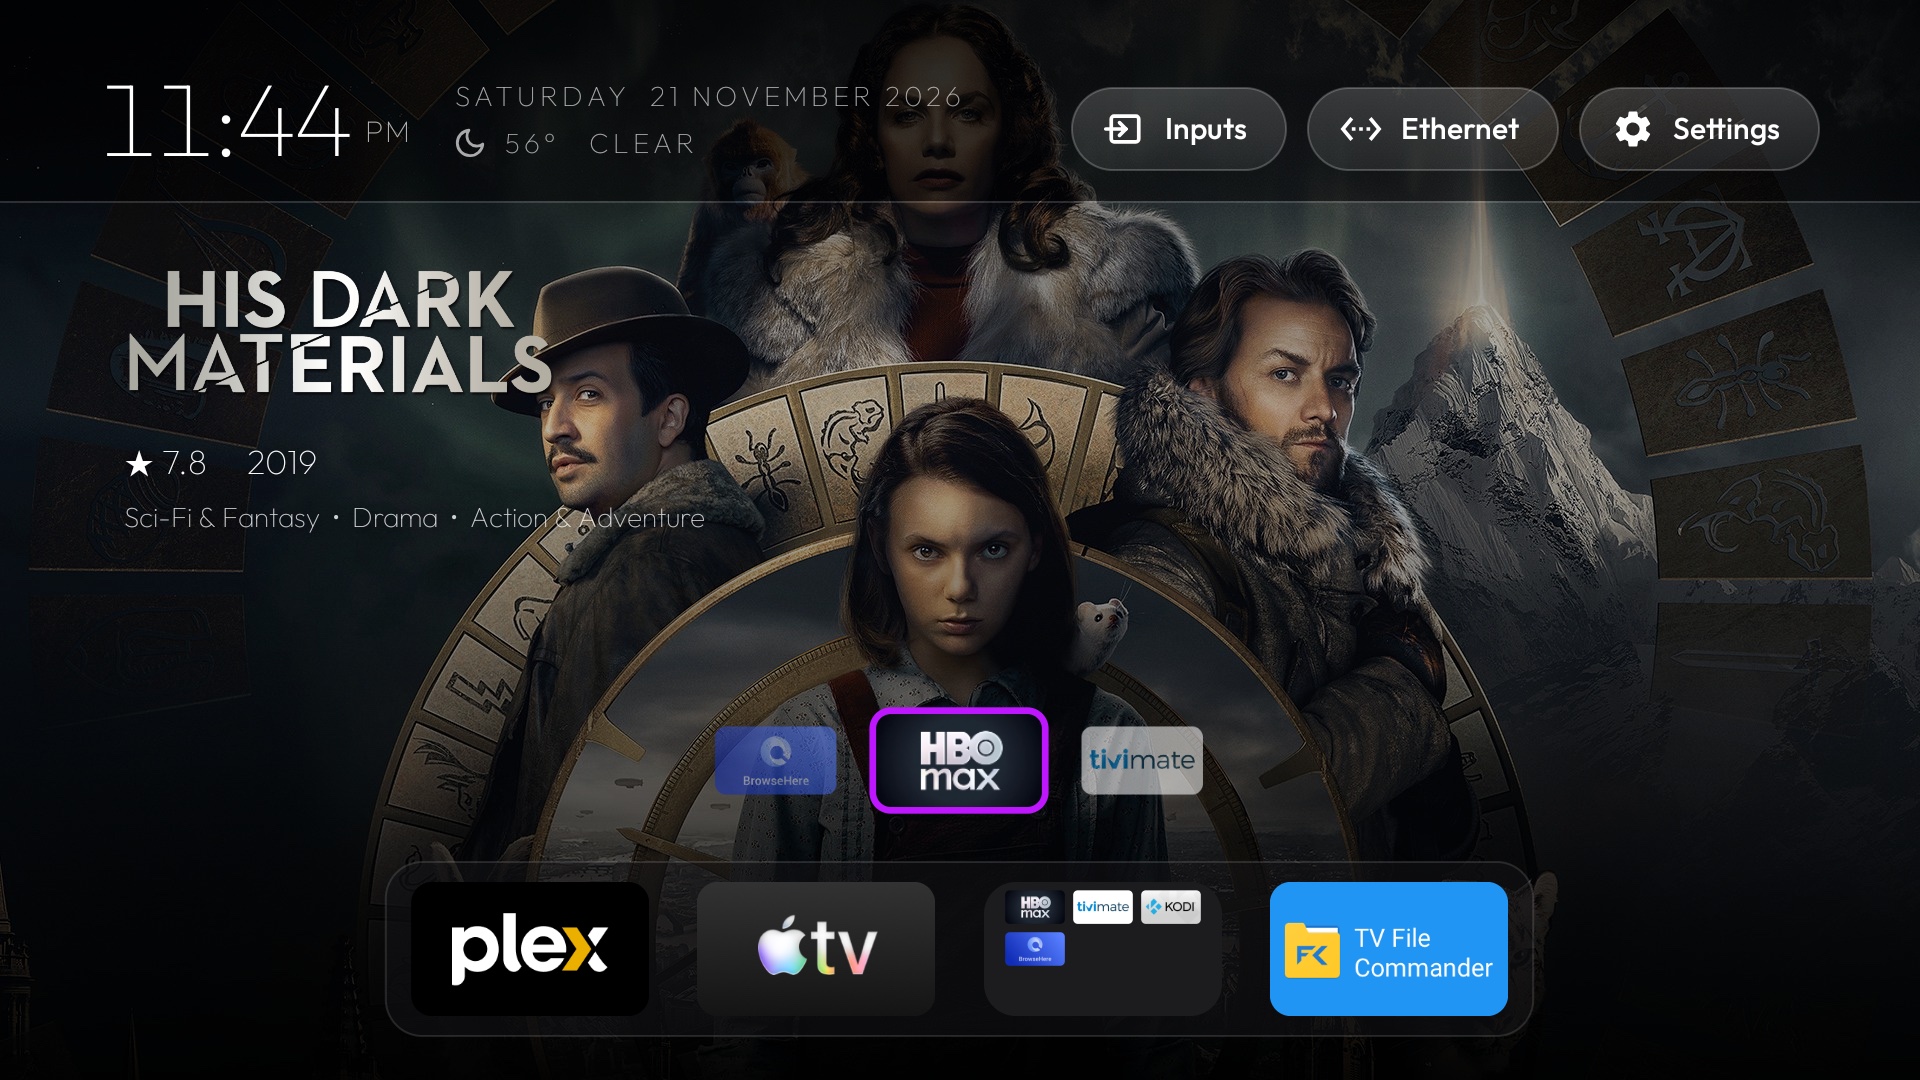 11:44 PM
SATURDAY 21 NOVEMBER 2026
56° CLEAR
Inputs
Ethernet
Settings
HIS DARK
MATERIALS
★ 7.8 2019
Sci-Fi & Fantasy • Drama • Action & Adventure
BrowseHere
HBO
max
tivimate
plex
tv
HBO
max
tivimate
KODI
BrowseHere
TV File
Commander